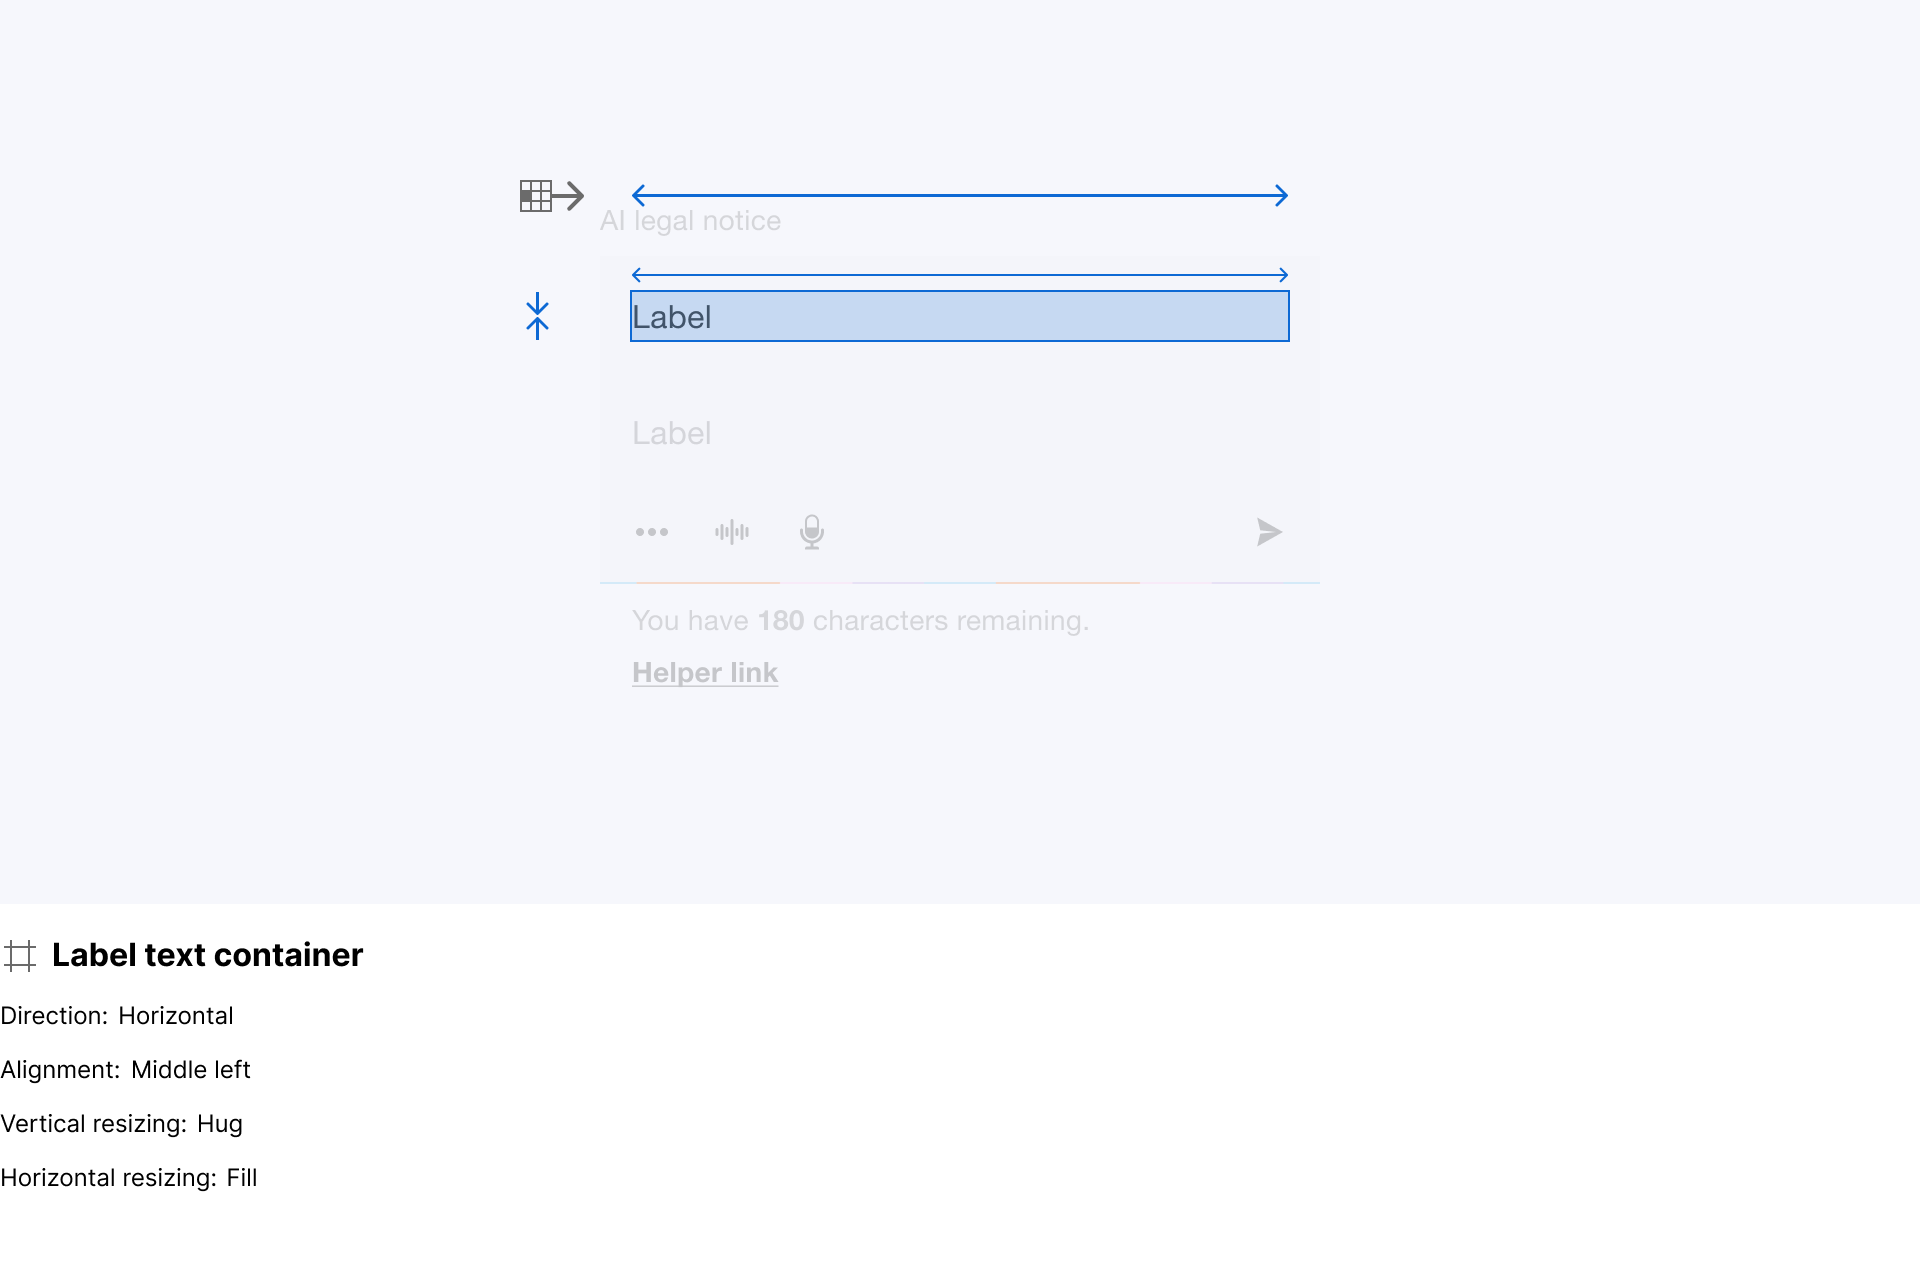 AI legal notice
Label
Label
You have 180 characters remaining.
Helper link
Label text container
Direction: Horizontal
Alignment: Middle left
Vertical resizing: Hug
Horizontal resizing: Fill